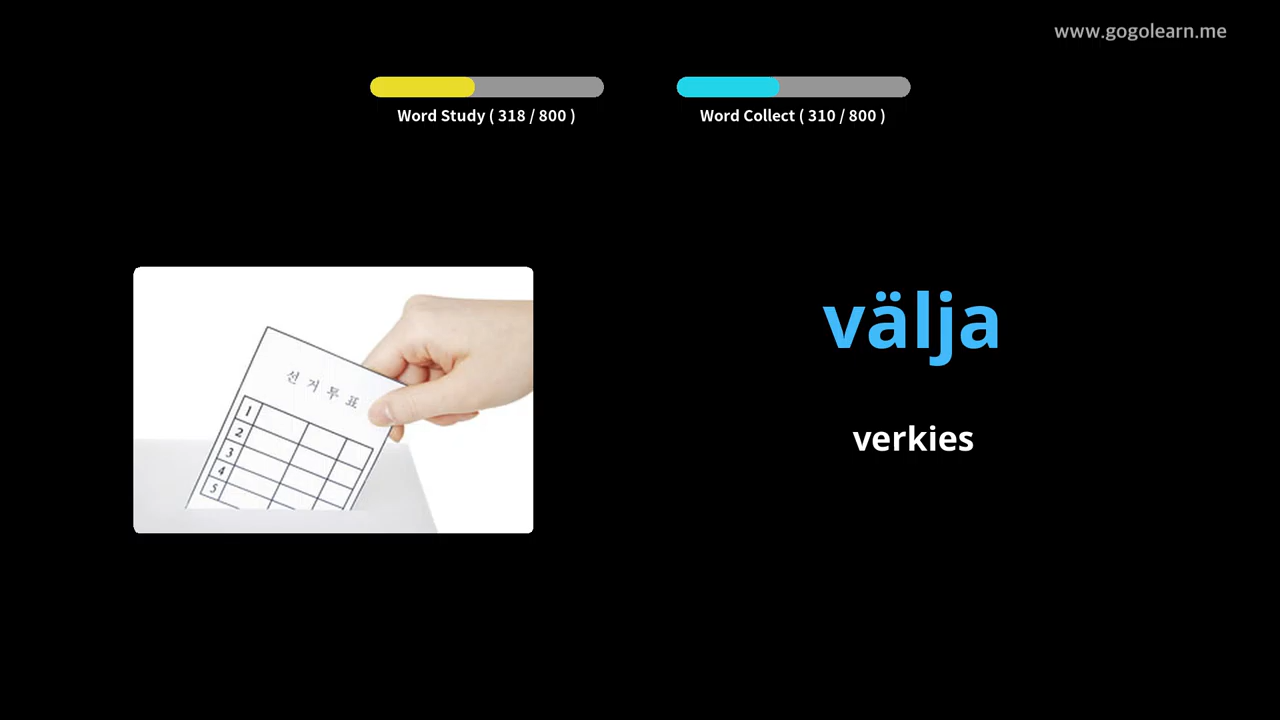 www.gogolearn.me
Word Study ( 318 / 800 )
Word Collect ( 310 / 800 )
선거투표
1
2
3
4
5
välja
verkies